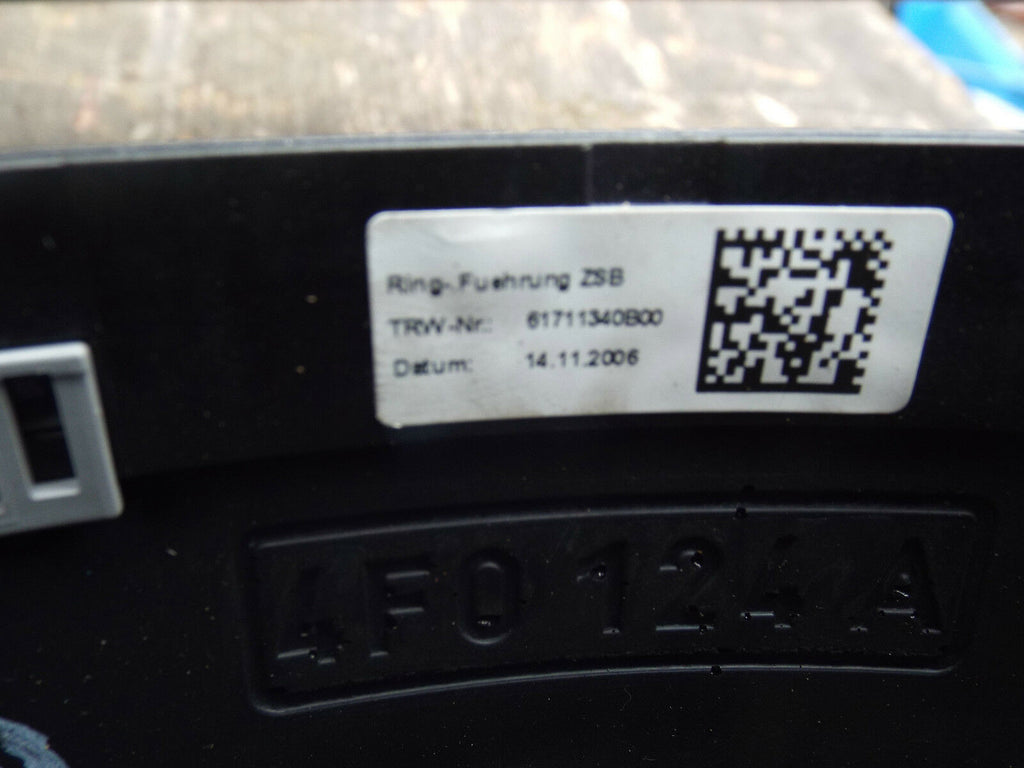 Ring-.Fuehrung ZSB
TRW-Nr.: 61711340B00
Datum: 14.11.2006
4F0 124 A